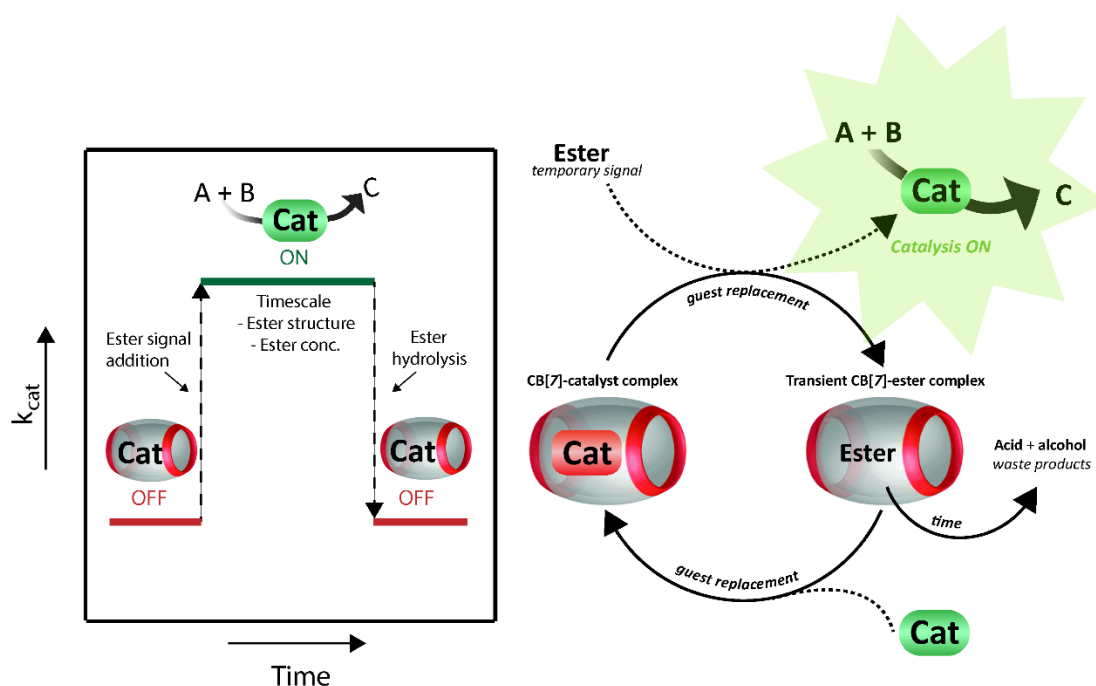 A + B
C
Cat
ON
Timescale
- Ester structure
- Ester conc.
Ester signal
addition
Ester
hydrolysis
Cat
OFF
Cat
OFF
kcat
Time
Ester
temporary signal
A + B
Cat
C
Catalysis ON
guest replacement
CB[7]-catalyst complex
Transient CB[7]-ester complex
Cat
Ester
Acid + alcohol
waste products
time
guest replacement
Cat